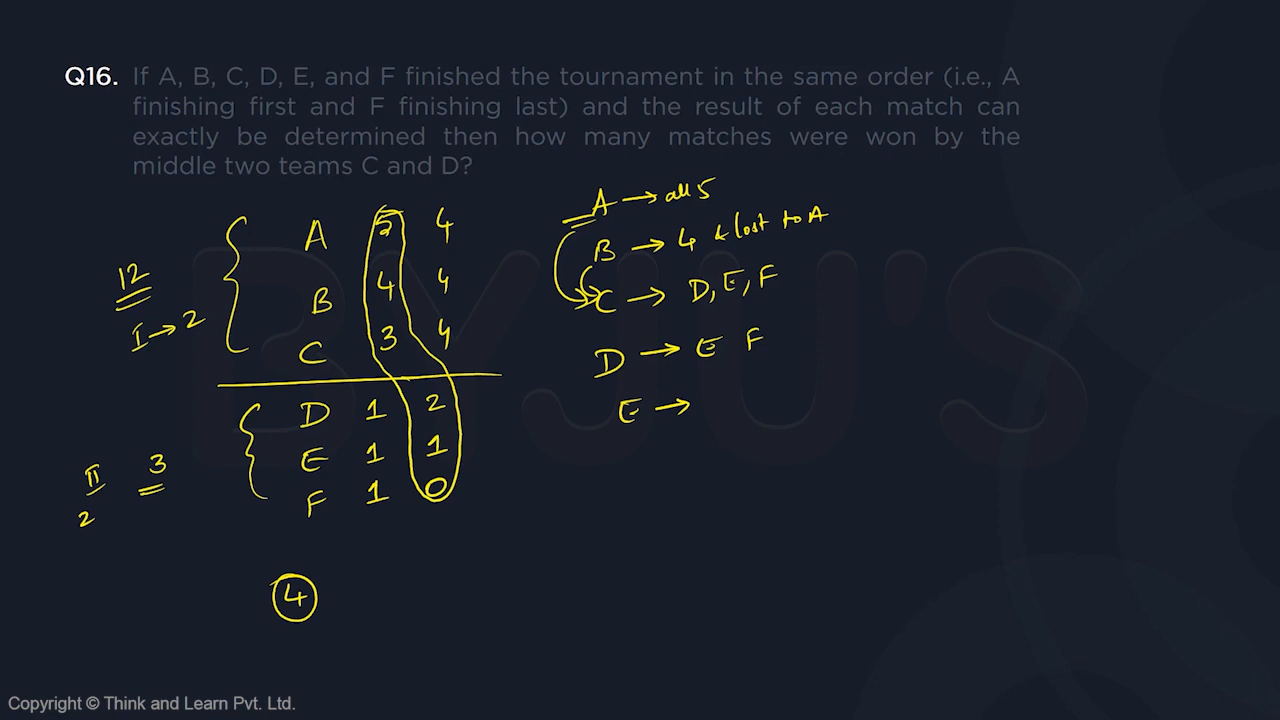 Q16. If A, B, C, D, E, and F finished the tournament in the same order (i.e., A
finishing first and F finishing last) and the result of each match can
exactly be determined then how many matches were won by the
middle two teams C and D?
A 5 4
B 4 4
C 3 4
12
I → 2
D 1 2
E 1 1
F 1 0
II 3
2
4
A → all 5
B → 4 & lost to A
C → D, E, F
D → E F
E →
BYJU'S
Copyright © Think and Learn Pvt. Ltd.